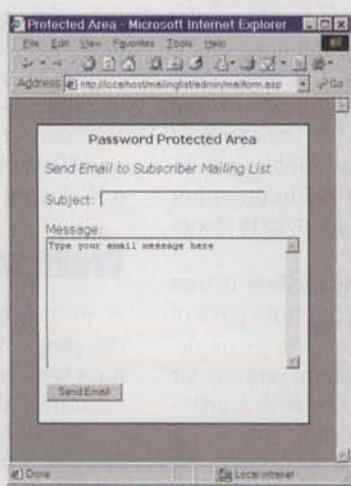 Protected Area - Microsoft Internet Explorer
File Edit View Favorites Tools Help
Address http://localhost/mailinglist/admin/mailform.asp Go
Password Protected Area
Send Email to Subscriber Mailing List
Subject:
Message:
Type your email message here
Send Email
Done Local intranet